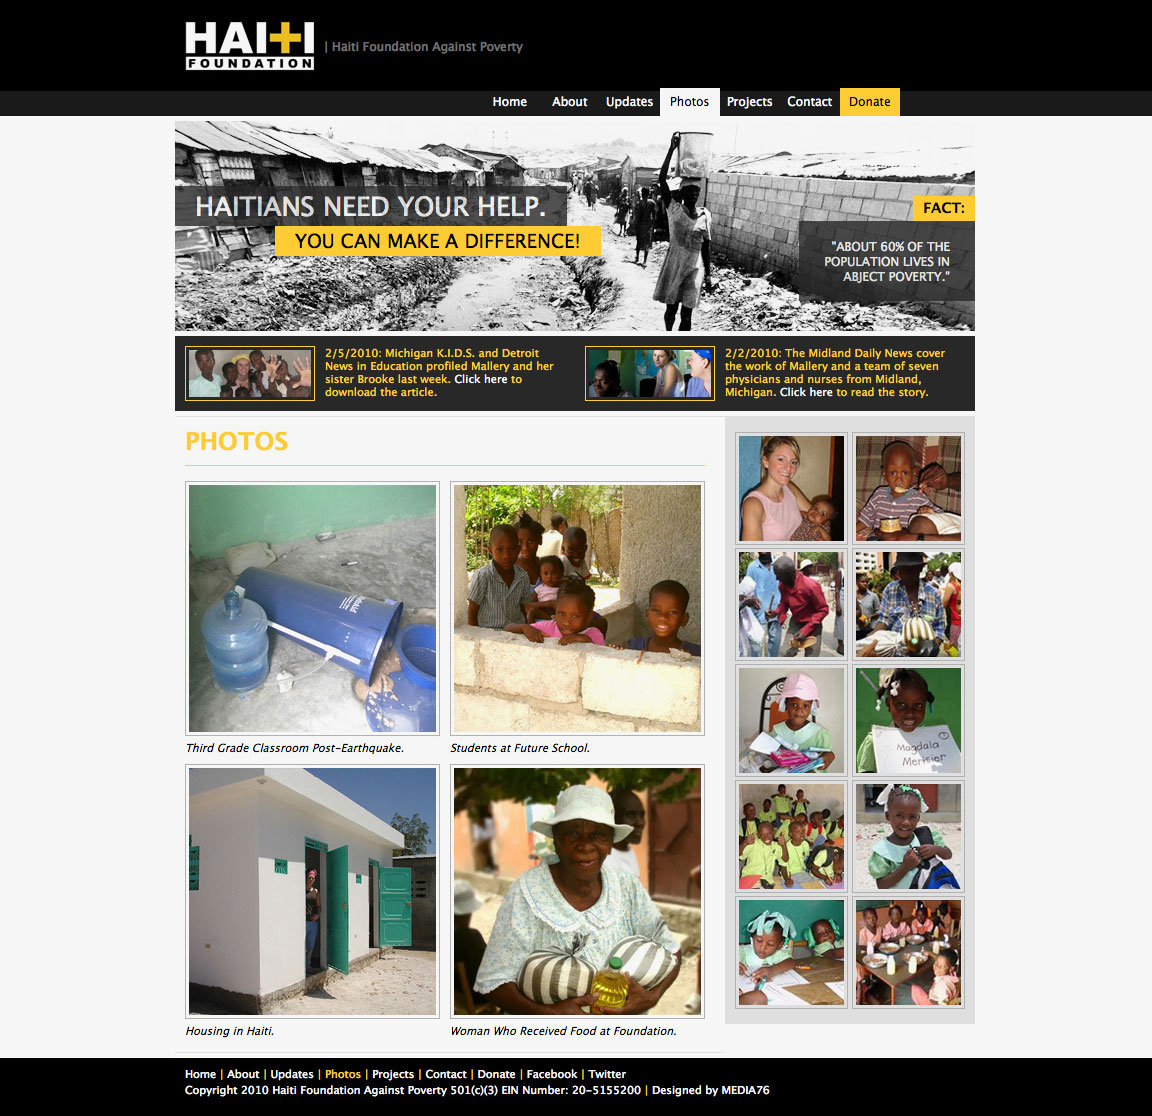 HAITI
FOUNDATION
| Haiti Foundation Against Poverty
Home About Updates Photos Projects Contact Donate
HAITIANS NEED YOUR HELP.
YOU CAN MAKE A DIFFERENCE!
FACT:
"ABOUT 60% OF THE
POPULATION LIVES IN
ABJECT POVERTY."
2/5/2010: Michigan K.I.D.S. and Detroit
News in Education profiled Mallery and her
sister Brooke last week. Click here to
download the article.
2/2/2010: The Midland Daily News cover
the work of Mallery and a team of seven
physicians and nurses from Midland,
Michigan. Click here to read the story.
PHOTOS
Third Grade Classroom Post-Earthquake.
Students at Future School.
Magdala
Merisier
Housing in Haiti.
Woman Who Received Food at Foundation.
Home | About | Updates | Photos | Projects | Contact | Donate | Facebook | Twitter
Copyright 2010 Haiti Foundation Against Poverty 501(c)(3) EIN Number: 20-5155200 | Designed by MEDIA76